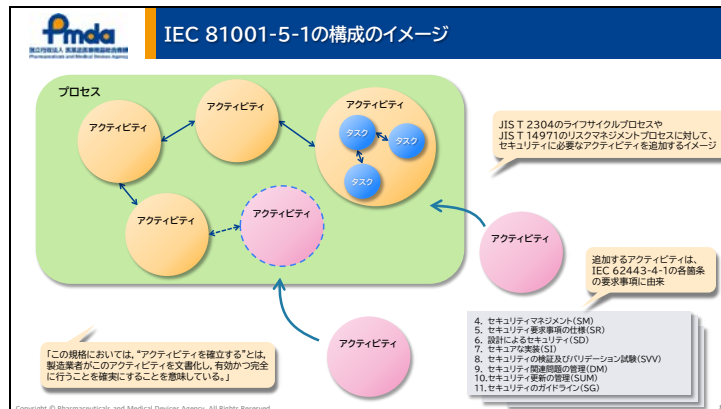 Pmda
独立行政法人 医薬品医療機器総合機構
Pharmaceuticals and Medical Devices Agency
IEC 81001-5-1の構成のイメージ
プロセス
アクティビティ
アクティビティ
アクティビティ
タスク
タスク
タスク
アクティビティ
アクティビティ
JIS T 2304のライフサイクルプロセスや
JIS T 14971のリスクマネジメントプロセスに対して、
セキュリティに必要なアクティビティを追加するイメージ
アクティビティ
追加するアクティビティは、
IEC 62443-4-1の各箇条
の要求事項に由来
アクティビティ
4. セキュリティマネジメント(SM)
5. セキュリティ要求事項の仕様(SR)
6. 設計によるセキュリティ(SD)
7. セキュアな実装(SI)
8. セキュリティの検証及びバリデーション試験(SVV)
9. セキュリティ関連問題の管理(DM)
10.セキュリティ更新の管理(SUM)
11.セキュリティのガイドライン(SG)
「この規格においては，“アクティビティを確立する”とは，
製造業者がこのアクティビティを文書化し，有効かつ完全
に行うことを確実にすることを意味している。」
Copyright © Pharmaceuticals and Medical Devices Agency, All Rights Reserved.